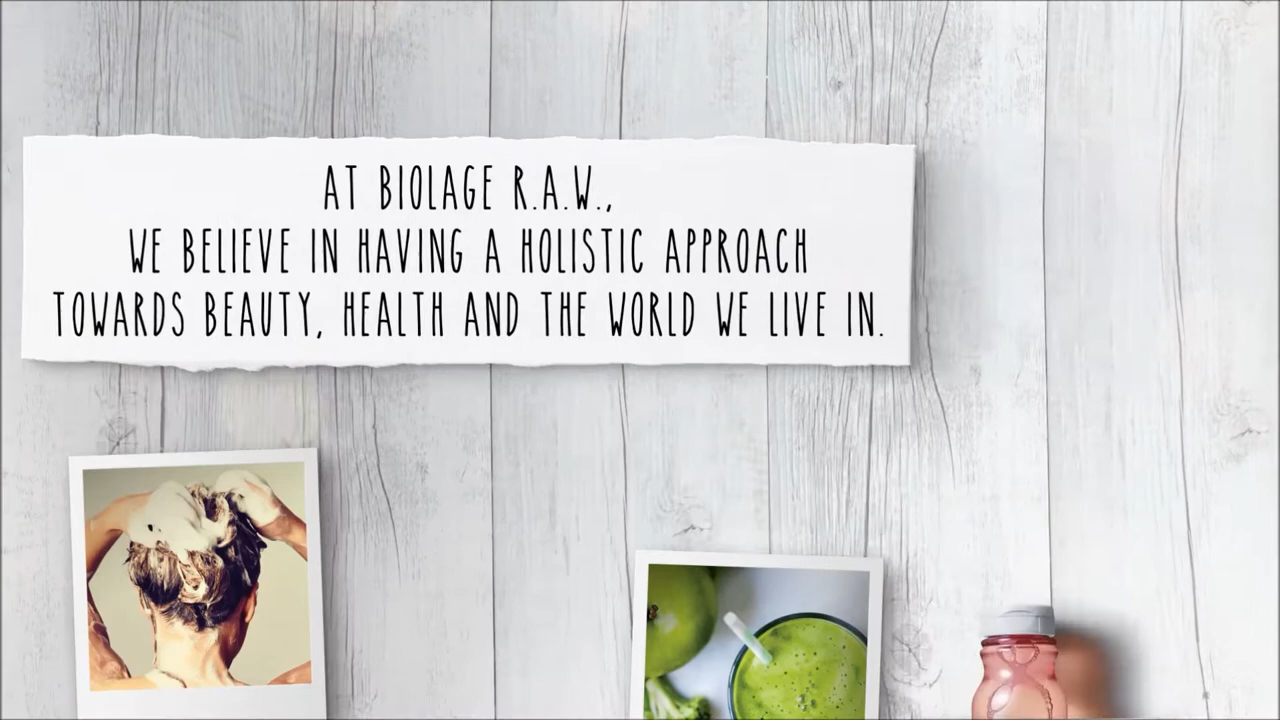 AT BIOLAGE R.A.W.,
WE BELIEVE IN HAVING A HOLISTIC APPROACH
TOWARDS BEAUTY, HEALTH AND THE WORLD WE LIVE IN.